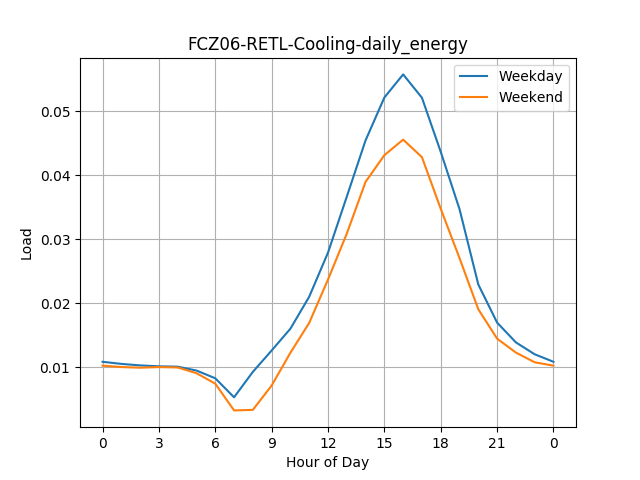 FCZ06-RETL-Cooling-daily_energy
Weekday
Weekend
0.05
0.04
0.03
0.02
0.01
Load
0 3 6 9 12 15 18 21 0
Hour of Day